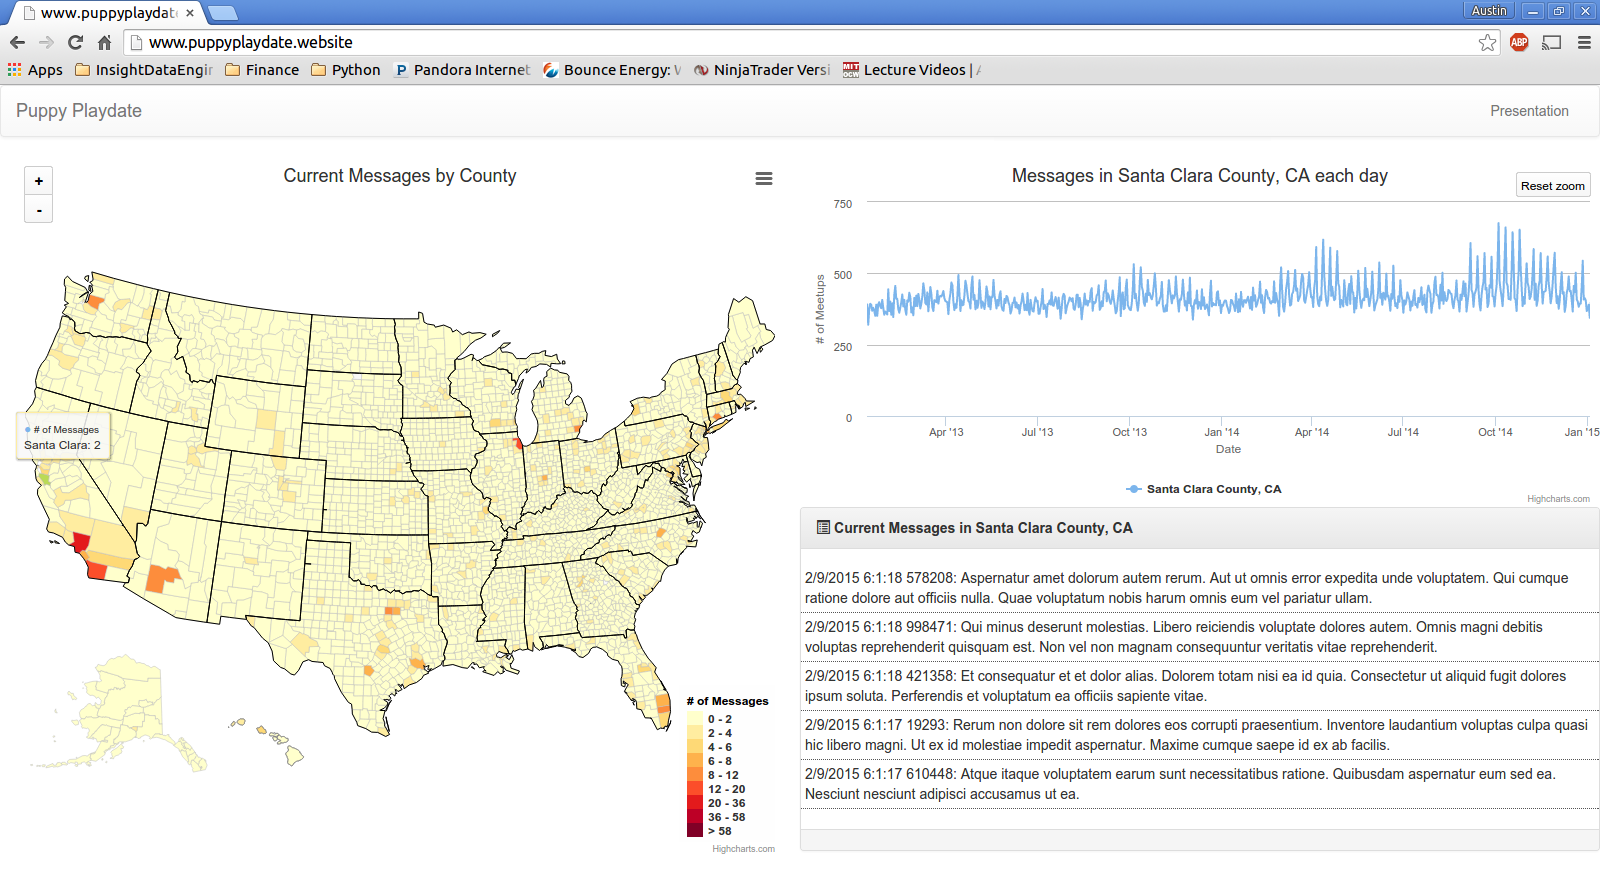 www.puppyplaydat
Austin
www.puppyplaydate.website
Apps
InsightDataEngir
Finance
Python
Pandora Internet
Bounce Energy: V
NinjaTrader Versi
Lecture Videos | /
Puppy Playdate
Presentation
+
-
Current Messages by County
# of Messages
Santa Clara: 2
# of Messages
0 - 2
2 - 4
4 - 6
6 - 8
8 - 12
12 - 20
20 - 36
36 - 58
> 58
Highcharts.com
Messages in Santa Clara County, CA each day
Reset zoom
750
500
250
0
# of Meetups
Apr '13
Jul '13
Oct '13
Jan '14
Apr '14
Jul '14
Oct '14
Jan '15
Date
Santa Clara County, CA
Highcharts.com
Current Messages in Santa Clara County, CA
2/9/2015 6:1:18 578208: Aspernatur amet dolorum autem rerum. Aut ut omnis error expedita unde voluptatem. Qui cumque
ratione dolore aut officiis nulla. Quae voluptatum nobis harum omnis eum vel pariatur ullam.
2/9/2015 6:1:18 998471: Qui minus deserunt molestias. Libero reiciendis voluptate dolores autem. Omnis magni debitis
voluptas reprehenderit quisquam est. Non vel non magnam consequuntur veritatis vitae reprehenderit.
2/9/2015 6:1:18 421358: Et consequatur et et dolor alias. Dolorem totam nisi ea id quia. Consectetur ut aliquid fugit dolores
ipsum soluta. Perferendis et voluptatum ea officiis sapiente vitae.
2/9/2015 6:1:17 19293: Rerum non dolore sit rem dolores eos corrupti praesentium. Inventore laudantium voluptas culpa quasi
hic libero magni. Ut ex id molestiae impedit aspernatur. Maxime cumque saepe id ex ab facilis.
2/9/2015 6:1:17 610448: Atque itaque voluptatem earum sunt necessitatibus ratione. Quibusdam aspernatur eum sed ea.
Nesciunt nesciunt adipisci accusamus ut ea.